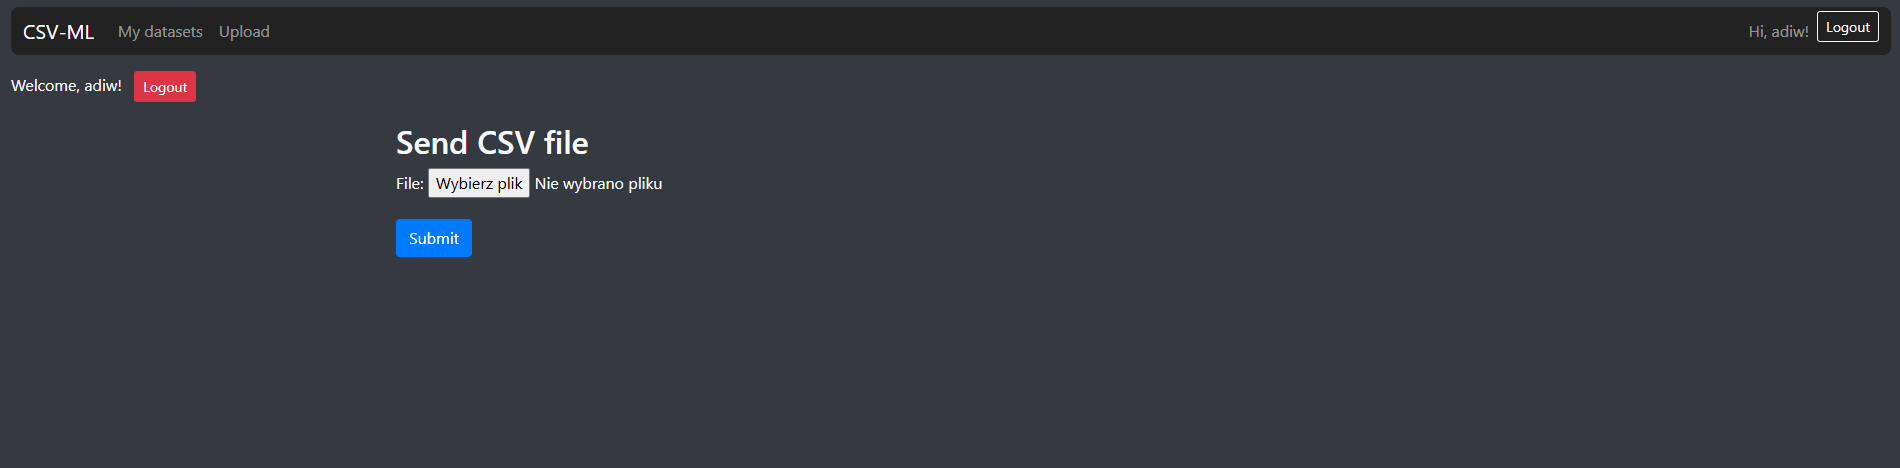 CSV-ML My datasets Upload Hi, adiw! Logout
Welcome, adiw! Logout
Send CSV file
File: Wybierz plik Nie wybrano pliku
Submit